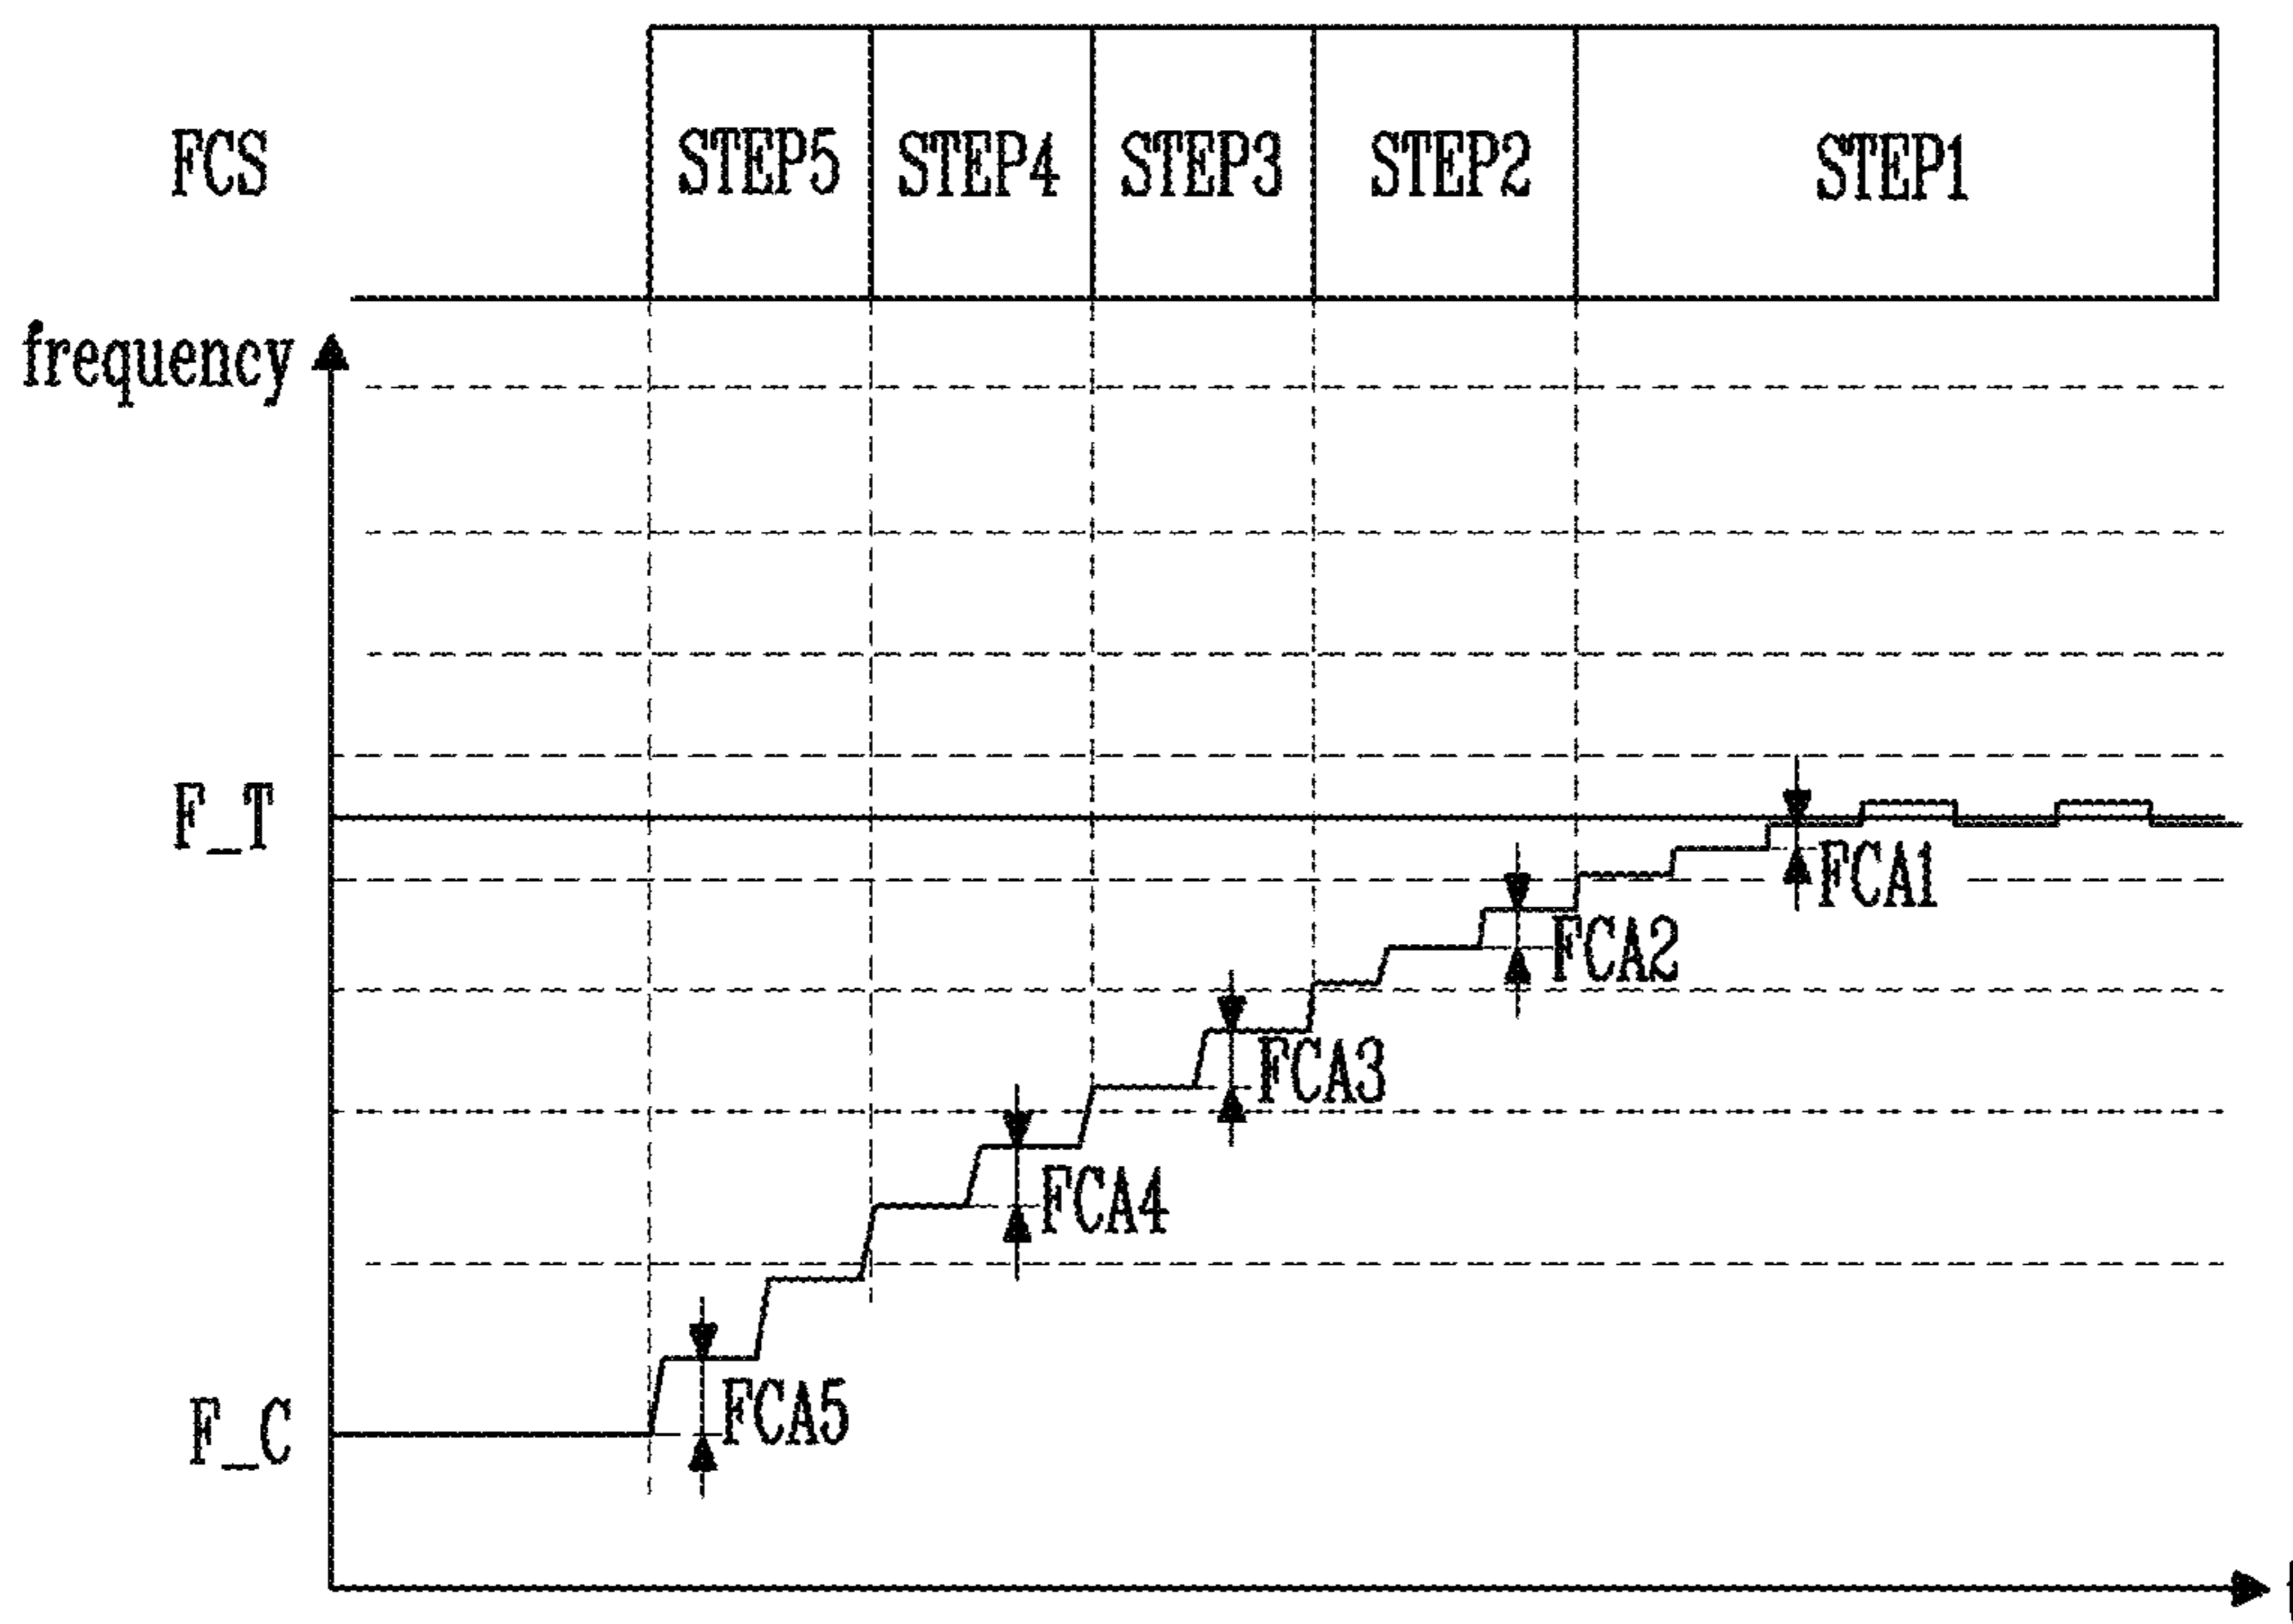 FCS STEP5 STEP4 STEP3 STEP2 STEP1
frequency
F_T
FCA1
FCA2
FCA3
FCA4
FCA5
F_C